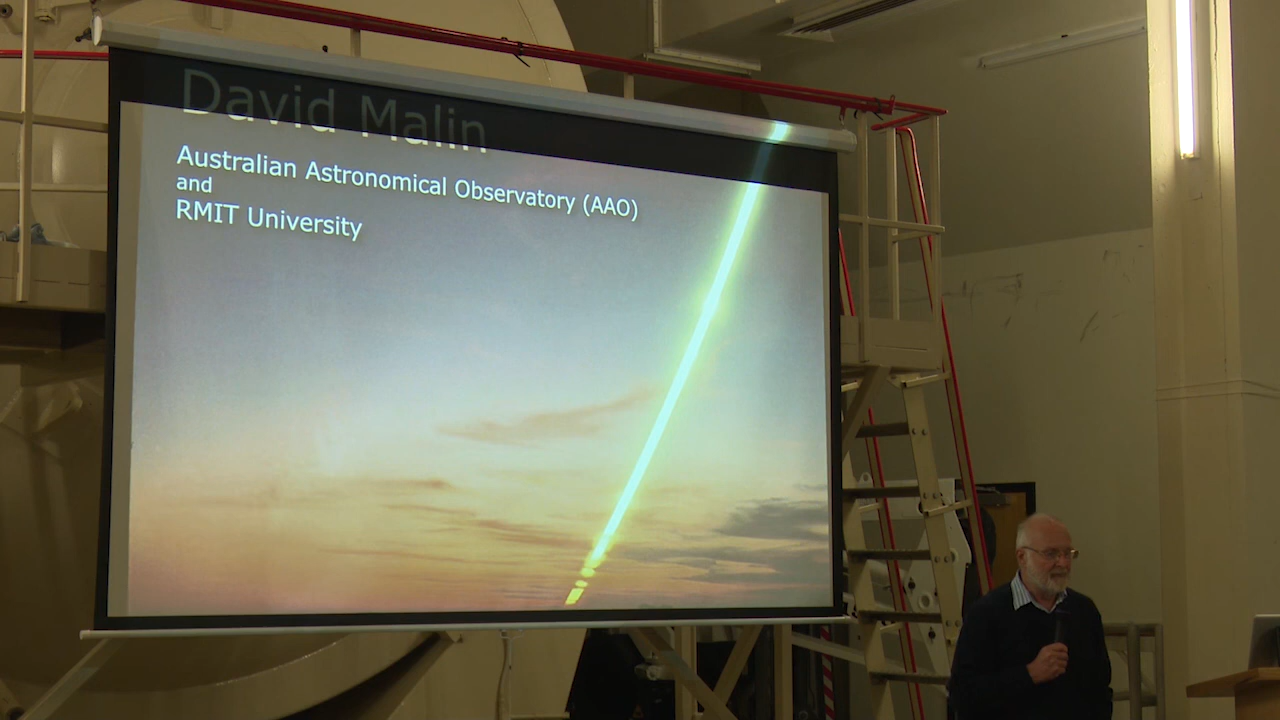 David Malin
Australian Astronomical Observatory (AAO)
and
RMIT University